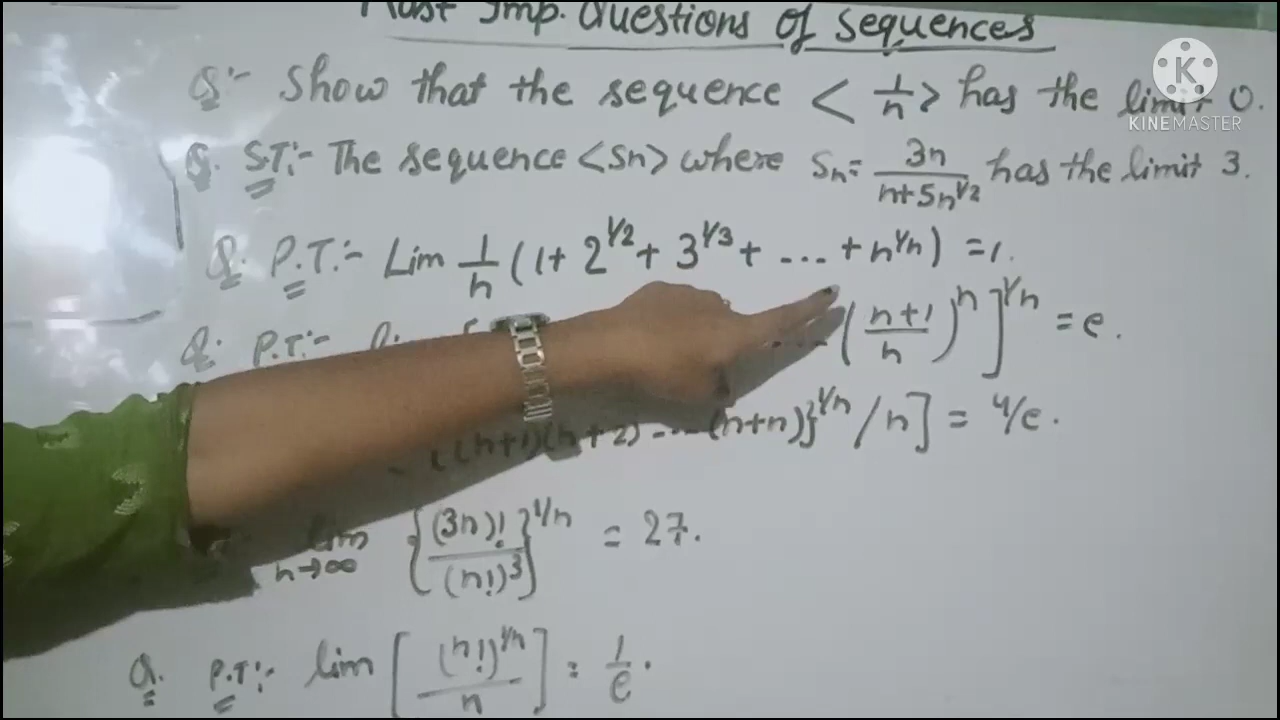 Most Imp. Questions Of Sequences
Q:- Show that the sequence < 1/n > has the limit 0.
KINEMASTER
Q. S.T:- The sequence <Sn> where Sn = 3n/(n+5n^1/2) has the limit 3.
Q. P.T:- Lim 1/n (1+ 2^1/2 + 3^1/3 + ... + n^1/n) = 1.
Q. P.T:- ... ((n+1)/n)^n ]^1/n = e.
((n+1)(n+2) ---- (n+n)}^1/n /n] = 4/e.
lim n→∞ {(3n)!/(n!)^3}^1/n = 27.
Q. P.T:- lim [ (n!)^1/n / n ] = 1/e.